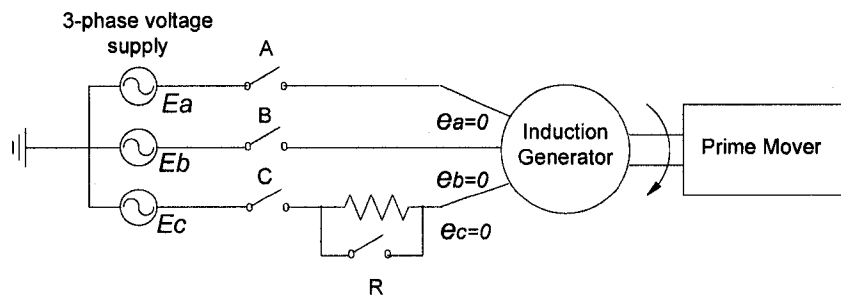 3-phase voltage
supply
A
Ea
ea=0
B
Induction
Generator
Prime Mover
Eb
eb=0
C
Ec
ec=0
R